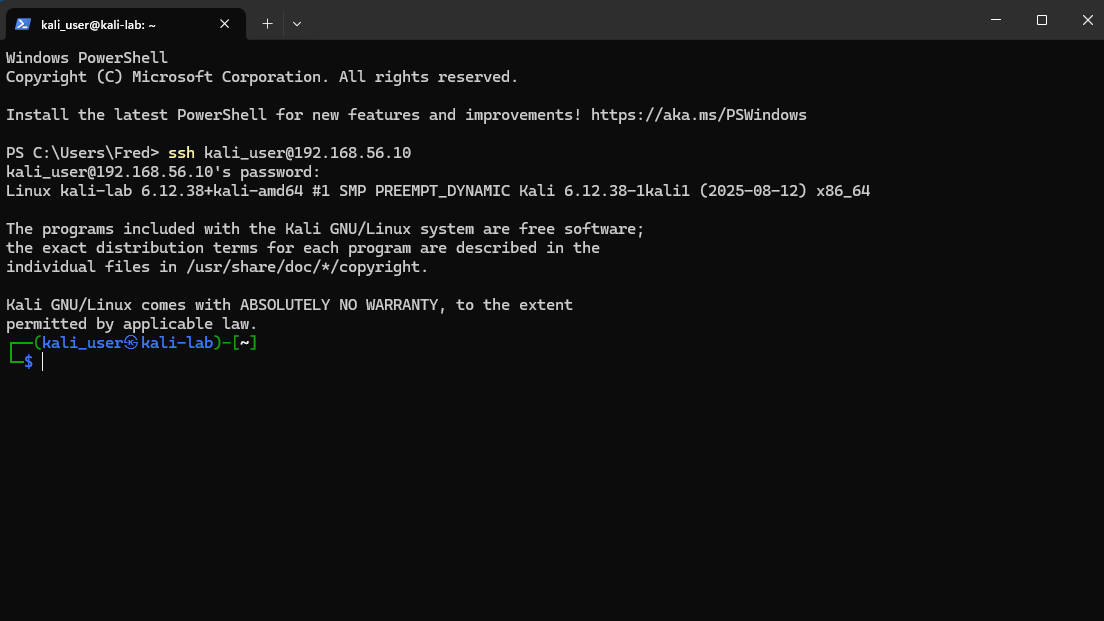 kali_user@kali-lab: ~
Windows PowerShell
Copyright (C) Microsoft Corporation. All rights reserved.
Install the latest PowerShell for new features and improvements! https://aka.ms/PSWindows
PS C:\Users\Fred> ssh kali_user@192.168.56.10
kali_user@192.168.56.10's password:
Linux kali-lab 6.12.38+kali-amd64 #1 SMP PREEMPT_DYNAMIC Kali 6.12.38-1kali1 (2025-08-12) x86_64
The programs included with the Kali GNU/Linux system are free software;
the exact distribution terms for each program are described in the
individual files in /usr/share/doc/*/copyright.
Kali GNU/Linux comes with ABSOLUTELY NO WARRANTY, to the extent
permitted by applicable law.
┌──(kali_user㉿kali-lab)-[~]
└─$